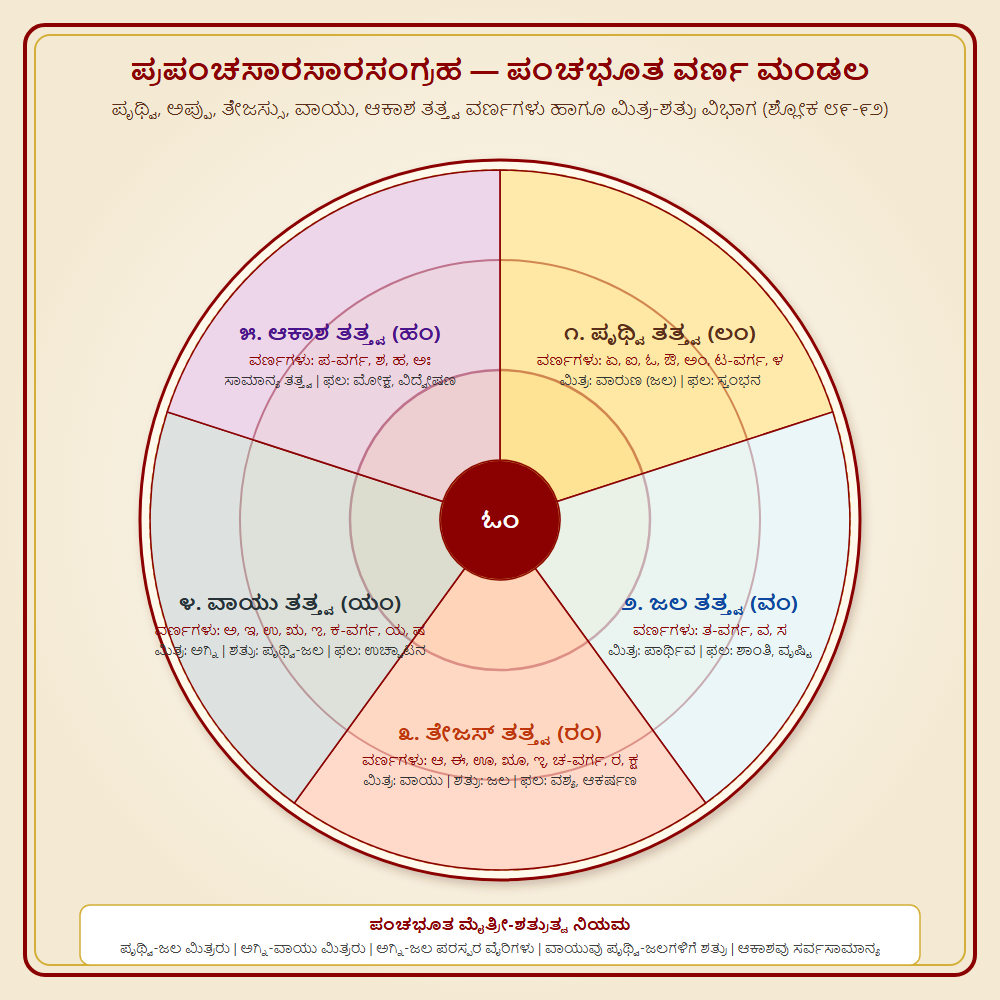 ಪ್ರಪಂಚಸಾರಸಾರಸಂಗ್ರಹ — ಪಂಚಭೂತ ವರ್ಣ ಮಂಡಲ
ಪೃಥ್ವಿ, ಅಪ್ಪು, ತೇಜಸ್ಸು, ವಾಯು, ಆಕಾಶ ತತ್ತ್ವ ವರ್ಣಗಳು ಹಾಗೂ ಮಿತ್ರ-ಶತ್ರು ವಿಭಾಗ (ಶ್ಲೋಕ ೮೯-೯೨)
೫. ಆಕಾಶ ತತ್ತ್ವ (ಹಂ)
ವರ್ಣಗಳು: ಪ-ವರ್ಗ, ಶ, ಹ, ಅಃ
ಸಾಮಾನ್ಯ ತತ್ತ್ವ | ಫಲ: ಮೋಕ್ಷ, ವಿದ್ವೇಷಣ
೧. ಪೃಥ್ವಿ ತತ್ತ್ವ (ಲಂ)
ವರ್ಣಗಳು: ಏ, ಐ, ಓ, ಔ, ಅಂ, ಟ-ವರ್ಗ, ಳ
ಮಿತ್ರ: ವಾರುಣ (ಜಲ) | ಫಲ: ಸ್ತಂಭನ
ಓಂ
೪. ವಾಯು ತತ್ತ್ವ (ಯಂ)
ವರ್ಣಗಳು: ಅ, ಇ, ಉ, ಋ, ಌ, ಕ-ವರ್ಗ, ಯ, ಷ
ಮಿತ್ರ: ಅಗ್ನಿ | ಶತ್ರು: ಪೃಥ್ವಿ-ಜಲ | ಫಲ: ಉಚ್ಚಾಟನ
೨. ಜಲ ತತ್ತ್ವ (ವಂ)
ವರ್ಣಗಳು: ತ-ವರ್ಗ, ವ, ಸ
ಮಿತ್ರ: ಪಾರ್ಥಿವ | ಫಲ: ಶಾಂತಿ, ವೃಷ್ಟಿ
೩. ತೇಜಸ್ ತತ್ತ್ವ (ರಂ)
ವರ್ಣಗಳು: ಆ, ಈ, ಊ, ೠ, ೡ, ಚ-ವರ್ಗ, ರ, ಕ್ಷ
ಮಿತ್ರ: ವಾಯು | ಶತ್ರು: ಜಲ | ಫಲ: ವಶ್ಯ, ಆಕರ್ಷಣ
ಪಂಚಭೂತ ಮೈತ್ರೀ-ಶತ್ರುತ್ವ ನಿಯಮ
ಪೃಥ್ವಿ-ಜಲ ಮಿತ್ರರು | ಅಗ್ನಿ-ವಾಯು ಮಿತ್ರರು | ಅಗ್ನಿ-ಜಲ ಪರಸ್ಪರ ವೈರಿಗಳು | ವಾಯುವು ಪೃಥ್ವಿ-ಜಲಗಳಿಗೆ ಶತ್ರು | ಆಕಾಶವು ಸರ್ವಸಾಮಾನ್ಯ